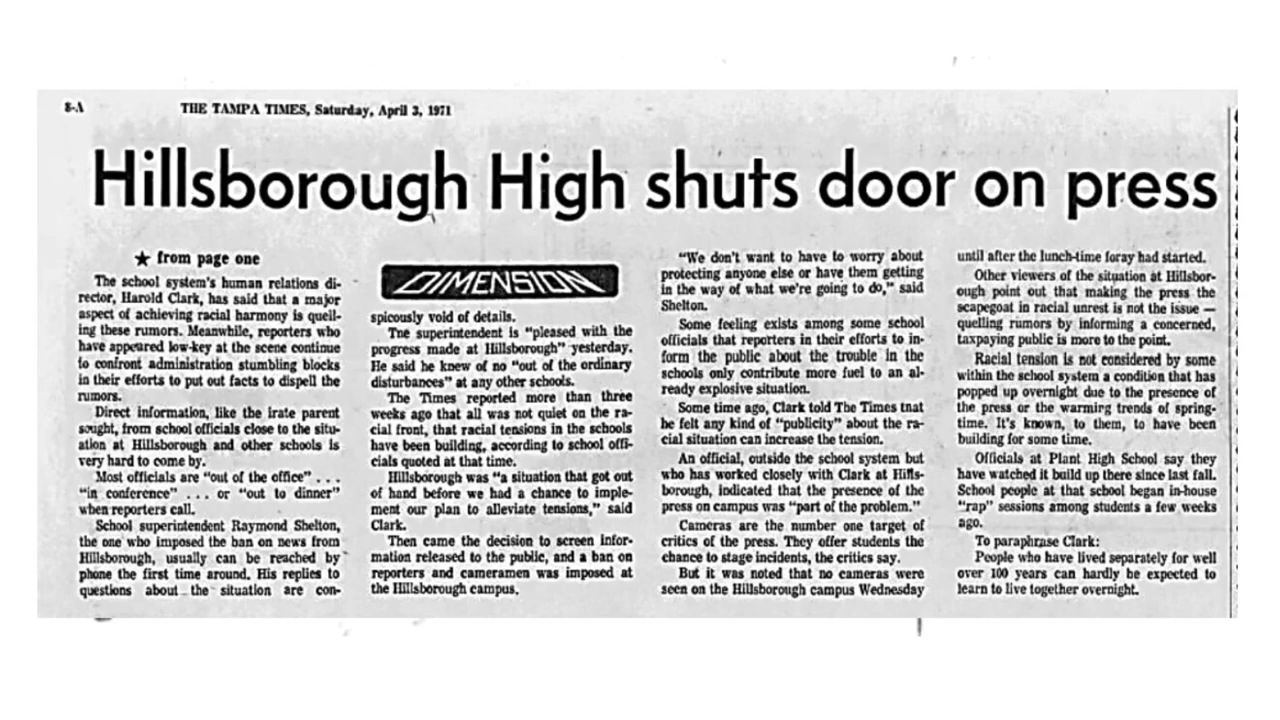 8-A THE TAMPA TIMES, Saturday, April 3, 1971
Hillsborough High shuts door on press
★ from page one
The school system's human relations di-
rector, Harold Clark, has said that a major
aspect of achieving racial harmony is quell-
ing these rumors. Meanwhile, reporters who
have appeared low-key at the scene continue
to confront administration stumbling blocks
in their efforts to put out facts to dispell the
rumors.
Direct information, like the irate parent
sought, from school officials close to the situ-
ation at Hillsborough and other schools is
very hard to come by.
Most officials are "out of the office" . . .
"in conference" . . . or "out to dinner"
when reporters call.
School superintendent Raymond Shelton,
the one who imposed the ban on news from
Hillsborough, usually can be reached by
phone the first time around. His replies to
questions about the situation are con-
DIMENSION
spicously void of details.
Tne superintendent is "pleased with the
progress made at Hillsborough" yesterday.
He said he knew of no "out of the ordinary
disturbances" at any other schools.
The Times reported more than three
weeks ago that all was not quiet on the ra-
cial front, that racial tensions in the schools
have been building, according to school offi-
cials quoted at that time.
Hillsborough was "a situation that got out
of hand before we had a chance to imple-
ment our plan to alleviate tensions," said
Clark.
Then came the decision to screen infor-
mation released to the public, and a ban on
reporters and cameramen was imposed at
the Hillsborough campus.
"We don't want to have to worry about
protecting anyone else or have them getting
in the way of what we're going to do," said
Shelton.
Some feeling exists among some school
officials that reporters in their efforts to in-
form the public about the trouble in the
schools only contribute more fuel to an al-
ready explosive situation.
Some time ago, Clark told The Times tnat
he felt any kind of "publicity" about the ra-
cial situation can increase the tension.
An official, outside the school system but
who has worked closely with Clark at Hills-
borough, indicated that the presence of the
press on campus was "part of the problem."
Cameras are the number one target of
critics of the press. They offer students the
chance to stage incidents, the critics say.
But it was noted that no cameras were
seen on the Hillsborough campus Wednesday
until after the lunch-time foray had started.
Other viewers of the situation at Hillsbor-
ough point out that making the press the
scapegoat in racial unrest is not the issue —
quelling rumors by informing a concerned,
taxpaying public is more to the point.
Racial tension is not considered by some
within the school system a condition that has
popped up overnight due to the presence of
the press or the warming trends of spring-
time. It's known, to them, to have been
building for some time.
Officials at Plant High School say they
have watched it build up there since last fall.
School people at that school began in-house
"rap" sessions among students a few weeks
ago.
To paraphrase Clark:
People who have lived separately for well
over 100 years can hardly be expected to
learn to live together overnight.